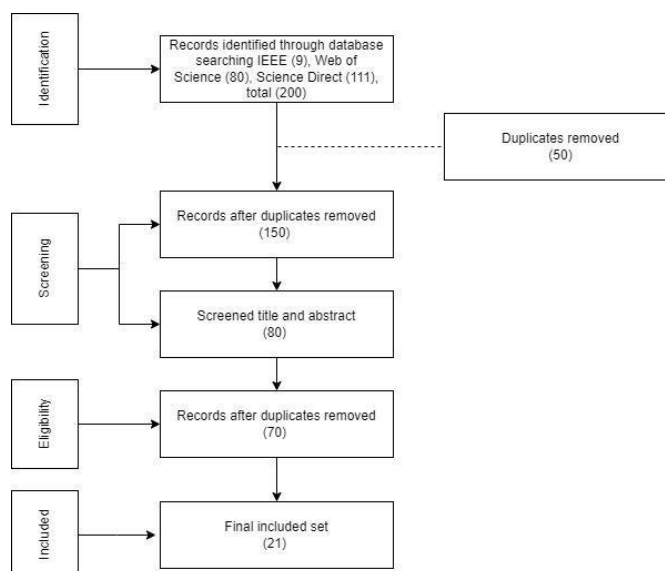 Identification
Records identified through database
searching IEEE (9), Web of
Science (80), Science Direct (111),
total (200)
Duplicates removed
(50)
Screening
Records after duplicates removed
(150)
Screened title and abstract
(80)
Eligibility
Records after duplicates removed
(70)
Included
Final included set
(21)